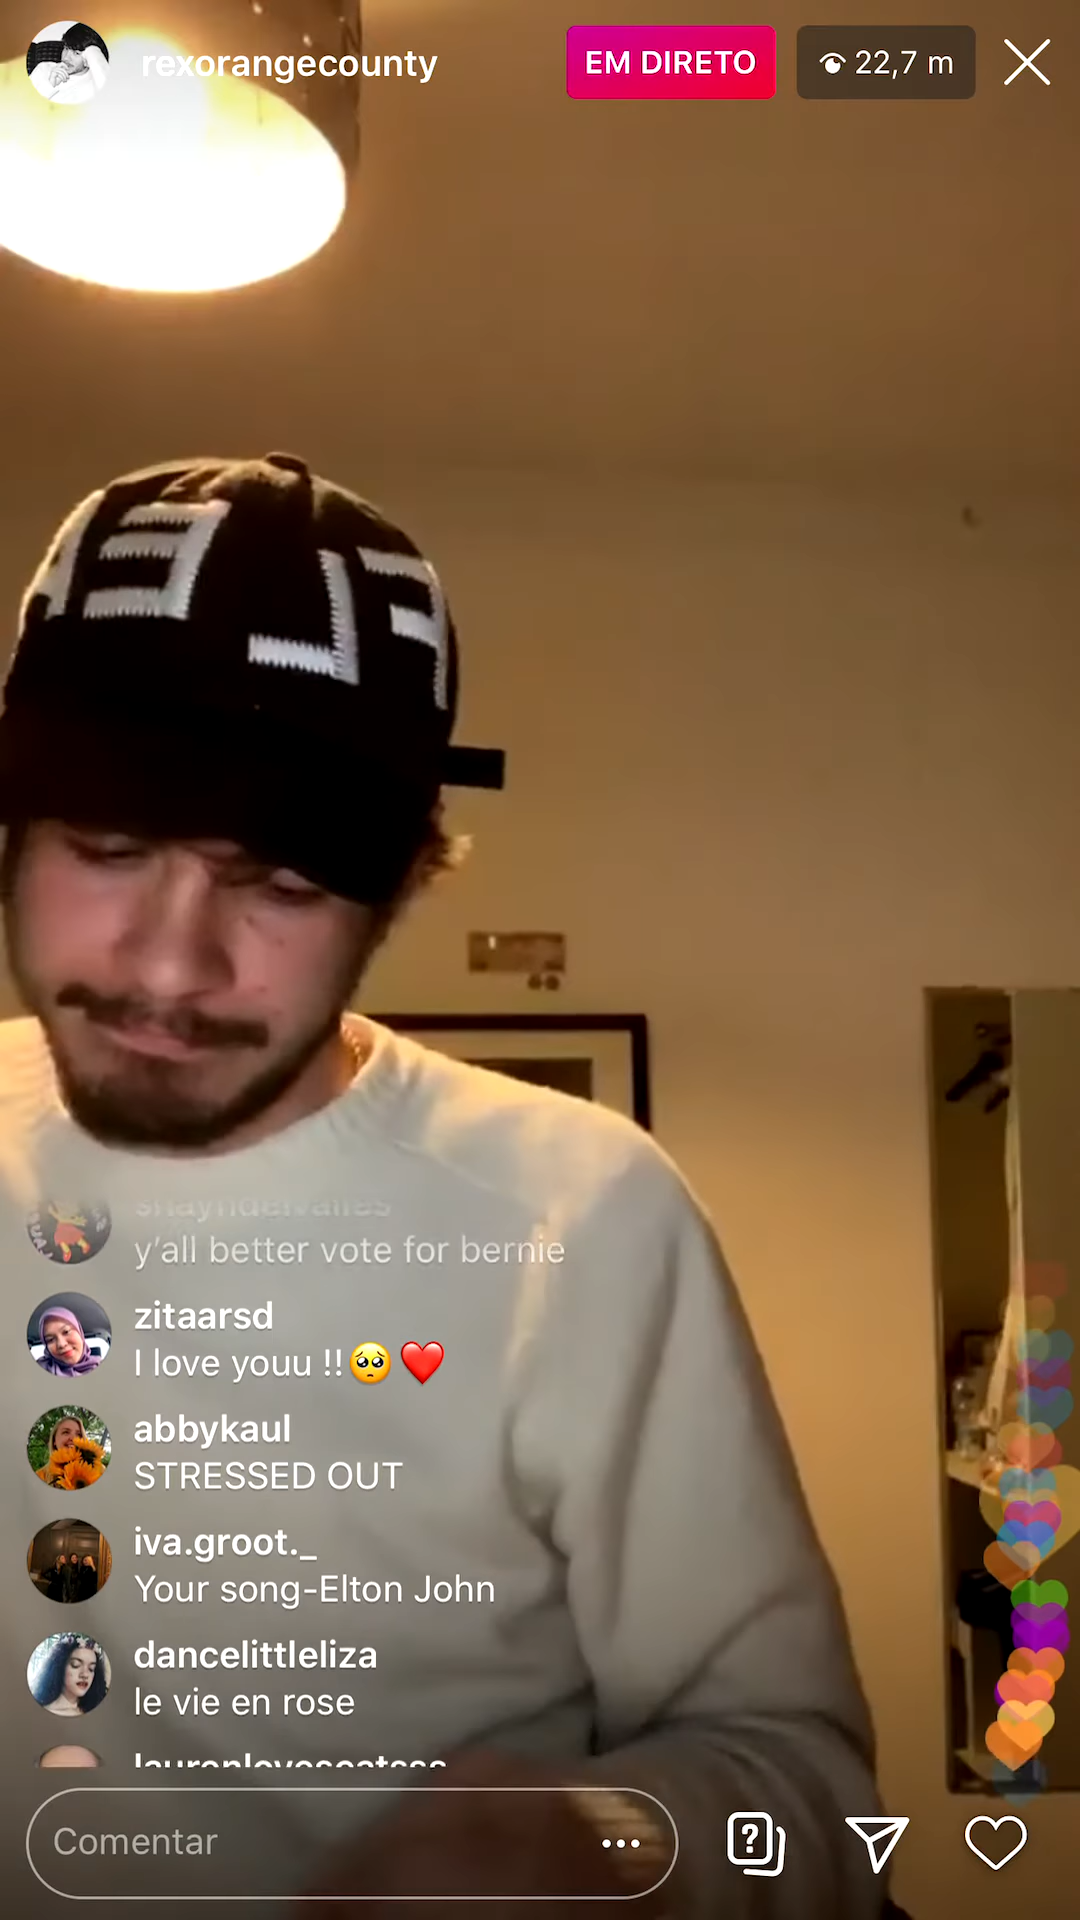 rexorangecounty
EM DIRETO
22,7 m
y’all better vote for bernie
zitaarsd
I love youu !!🥺❤️
abbykaul
STRESSED OUT
iva.groot._
Your song-Elton John
dancelittleliza
le vie en rose
Comentar